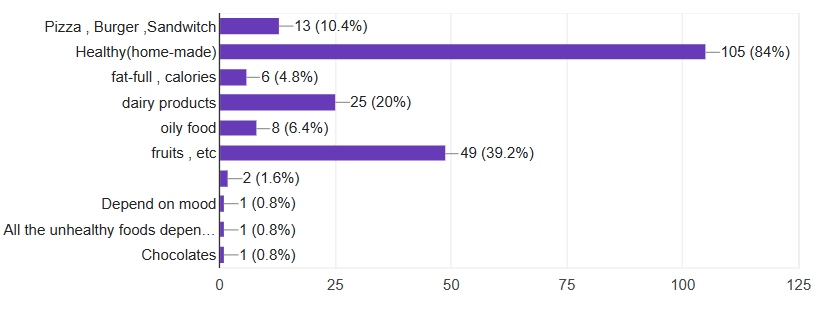 Pizza , Burger ,Sandwitch 13 (10.4%)
Healthy(home-made) 105 (84%)
fat-full , calories 6 (4.8%)
dairy products 25 (20%)
oily food 8 (6.4%)
fruits , etc 49 (39.2%)
2 (1.6%)
Depend on mood 1 (0.8%)
All the unhealthy foods depen... 1 (0.8%)
Chocolates 1 (0.8%)
0 25 50 75 100 125